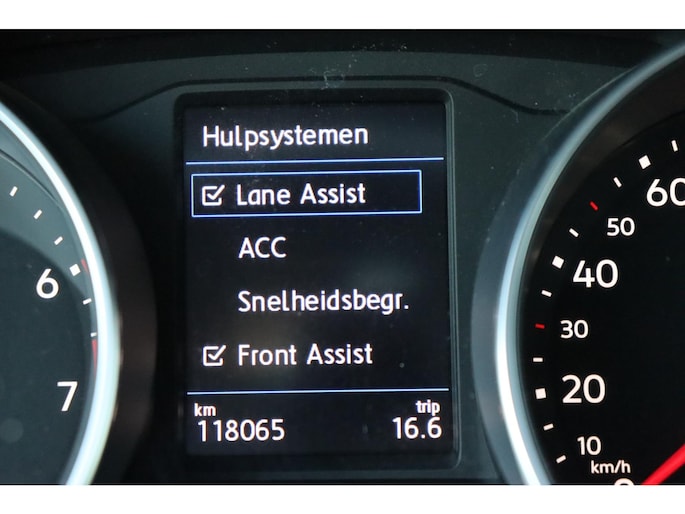 Hulpsystemen
Lane Assist
ACC
Snelheidsbegr.
Front Assist
km trip
118065 16.6
6
7
60
50
40
30
20
10
km/h
0